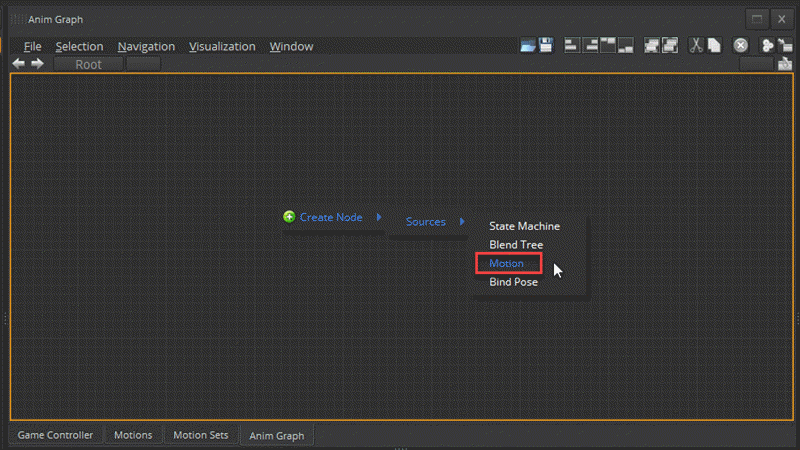 Anim Graph
File Selection Navigation Visualization Window
Root
Create Node
Sources
State Machine
Blend Tree
Motion
Bind Pose
Game Controller Motions Motion Sets Anim Graph